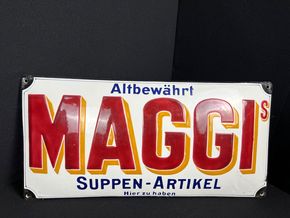 Altbewährt
MAGGIS
SUPPEN-ARTIKEL
Hier zu haben